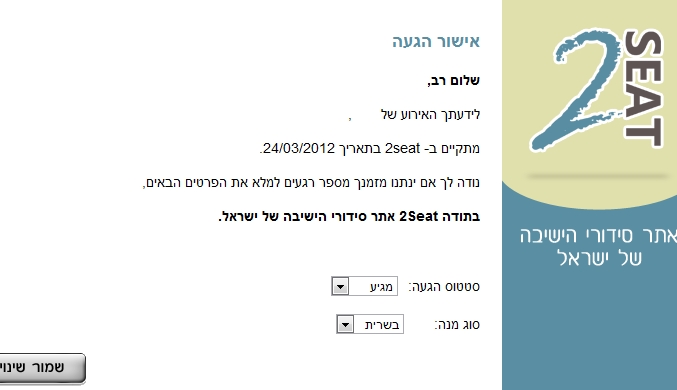 אישור הגעה
שלום רב,
לידעתך האירוע של ,
מתקיים ב- 2seat בתאריך 24/03/2012.
נודה לך אם ינתנו מזמנך מספר רגעים למלא את הפרטים הבאים,
בתודה 2Seat אתר סידורי הישיבה של ישראל.
סטטוס הגעה: מגיע
סוג מנה: בשרית
שמור שינוי
2 SEAT
אתר סידורי הישיבה
של ישראל